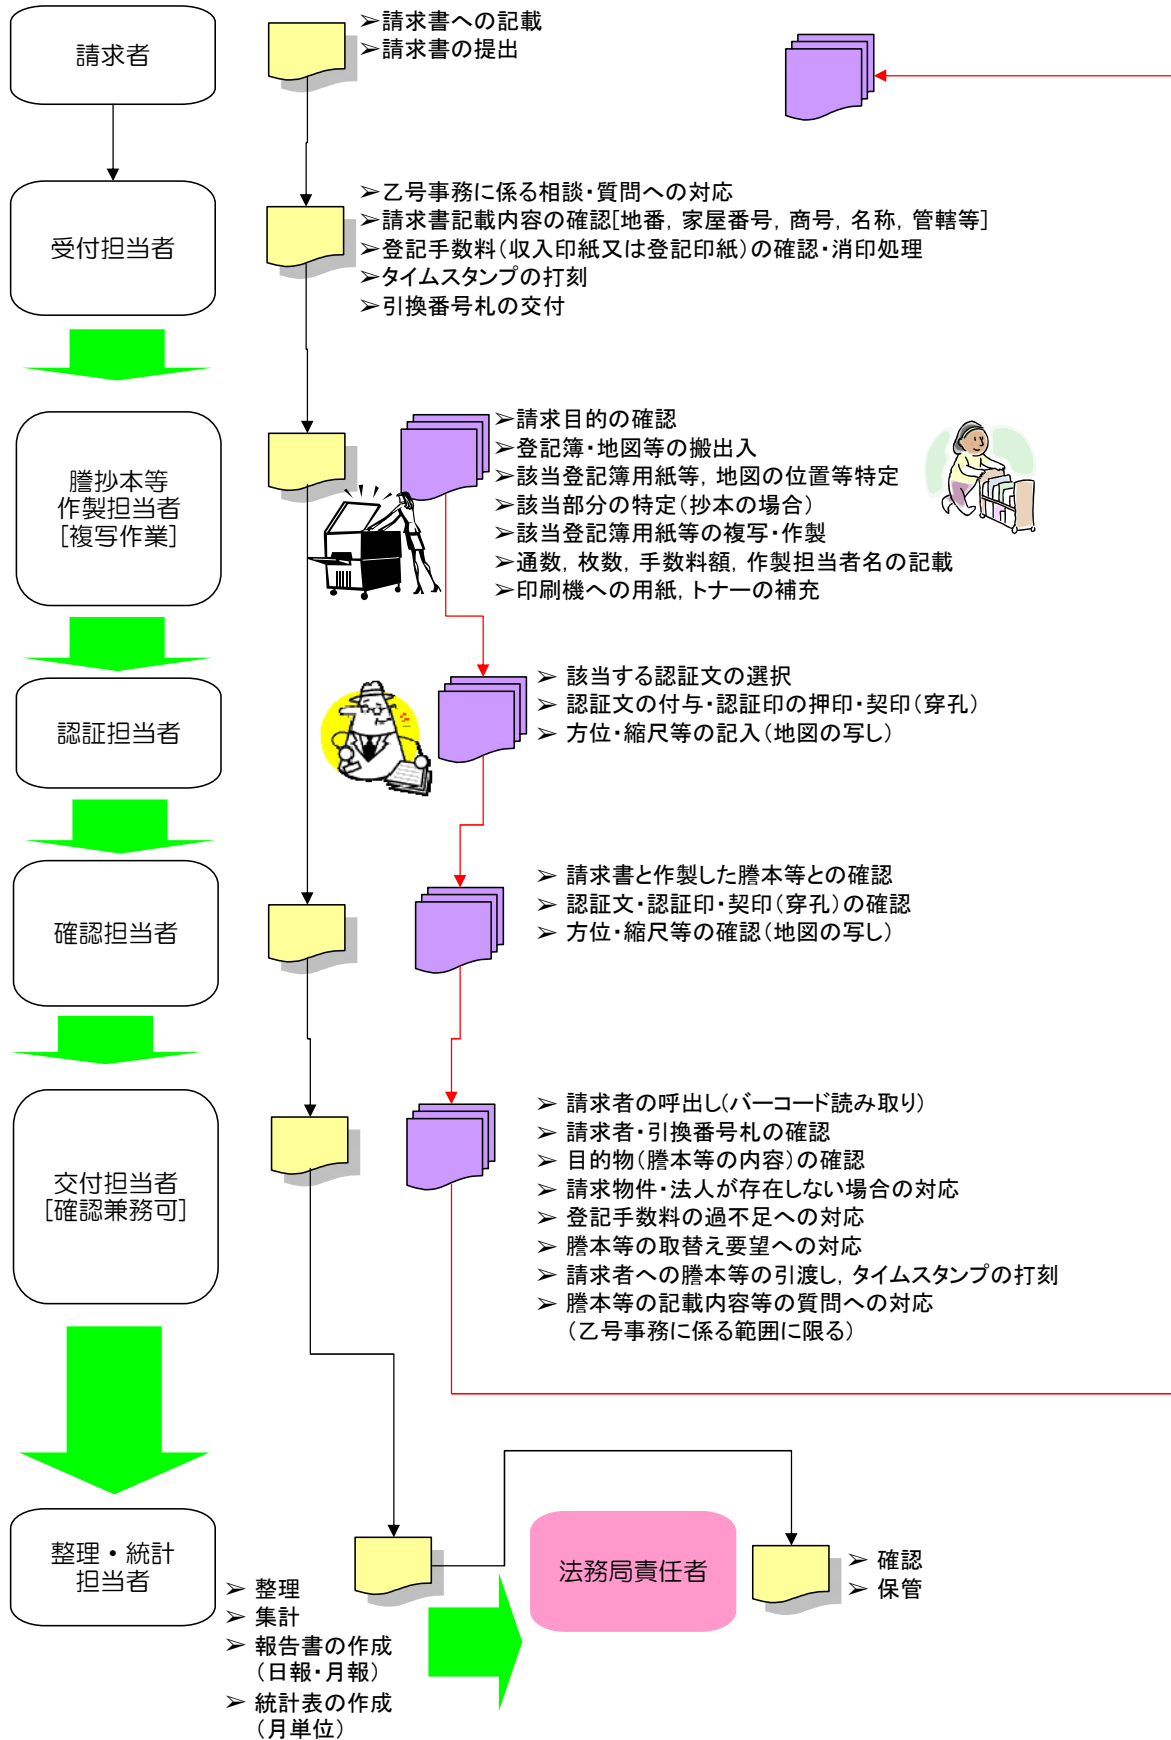 請求者
➢請求書への記載
➢請求書の提出
受付担当者
➢乙号事務に係る相談・質問への対応
➢請求書記載内容の確認[地番, 家屋番号, 商号, 名称, 管轄等]
➢登記手数料(収入印紙又は登記印紙)の確認・消印処理
➢タイムスタンプの打刻
➢引換番号札の交付
謄抄本等
作製担当者
[複写作業]
➢請求目的の確認
➢登記簿・地図等の搬出入
➢該当登記簿用紙等, 地図の位置等特定
➢該当部分の特定(抄本の場合)
➢該当登記簿用紙等の複写・作製
➢通数, 枚数, 手数料額, 作製担当者名の記載
➢印刷機への用紙, トナーの補充
認証担当者
➢ 該当する認証文の選択
➢ 認証文の付与・認証印の押印・契印(穿孔)
➢ 方位・縮尺等の記入(地図の写し)
確認担当者
➢ 請求書と作製した謄本等との確認
➢ 認証文・認証印・契印(穿孔)の確認
➢ 方位・縮尺等の確認(地図の写し)
交付担当者
[確認兼務可]
➢ 請求者の呼出し(バーコード読み取り)
➢ 請求者・引換番号札の確認
➢ 目的物(謄本等の内容)の確認
➢ 請求物件・法人が存在しない場合の対応
➢ 登記手数料の過不足への対応
➢ 謄本等の取替え要望への対応
➢ 請求者への謄本等の引渡し, タイムスタンプの打刻
➢ 謄本等の記載内容等の質問への対応
(乙号事務に係る範囲に限る)
整理・統計
担当者
➢ 整理
➢ 集計
➢ 報告書の作成
(日報・月報)
➢ 統計表の作成
(月単位)
法務局責任者
➢ 確認
➢ 保管